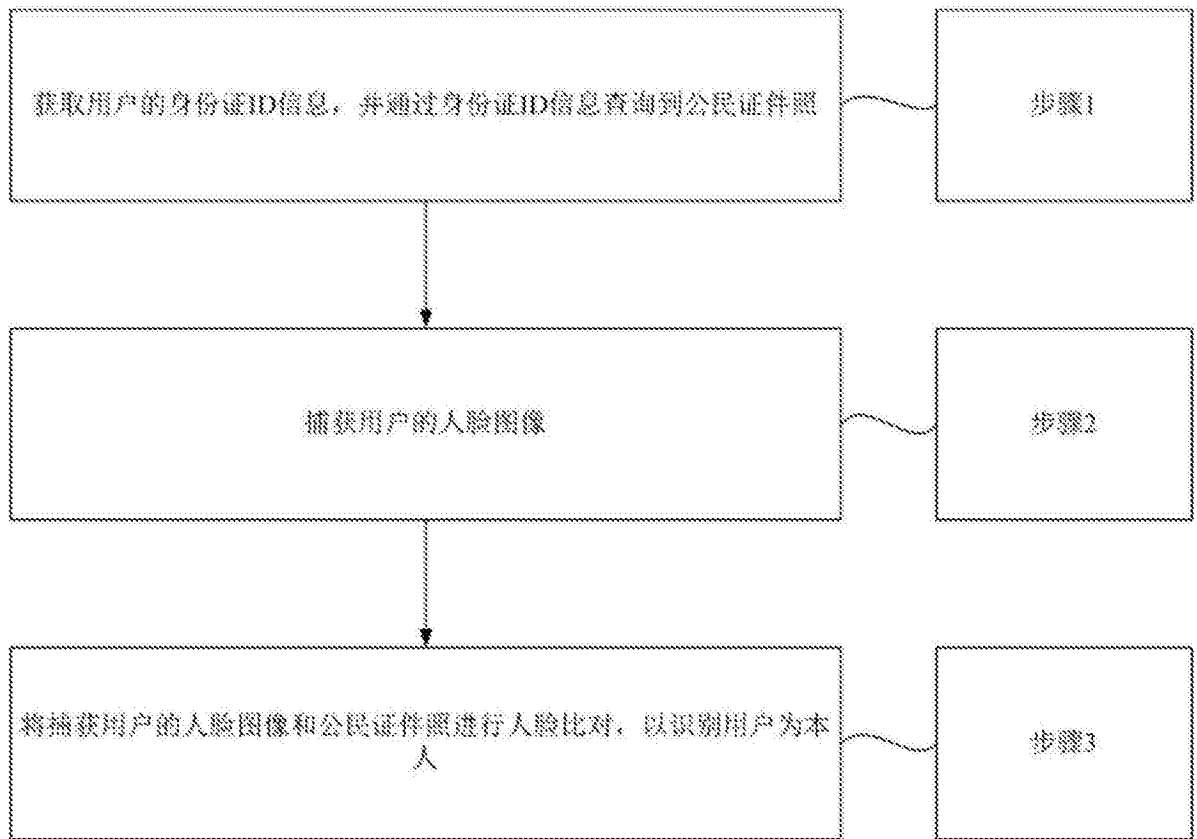 获取用户的身份证ID信息，并通过身份证ID信息查询到公民证件照
步骤1
捕获用户的人脸图像
步骤2
将捕获用户的人脸图像和公民证件照进行人脸比对，以识别用户为本
人
步骤3